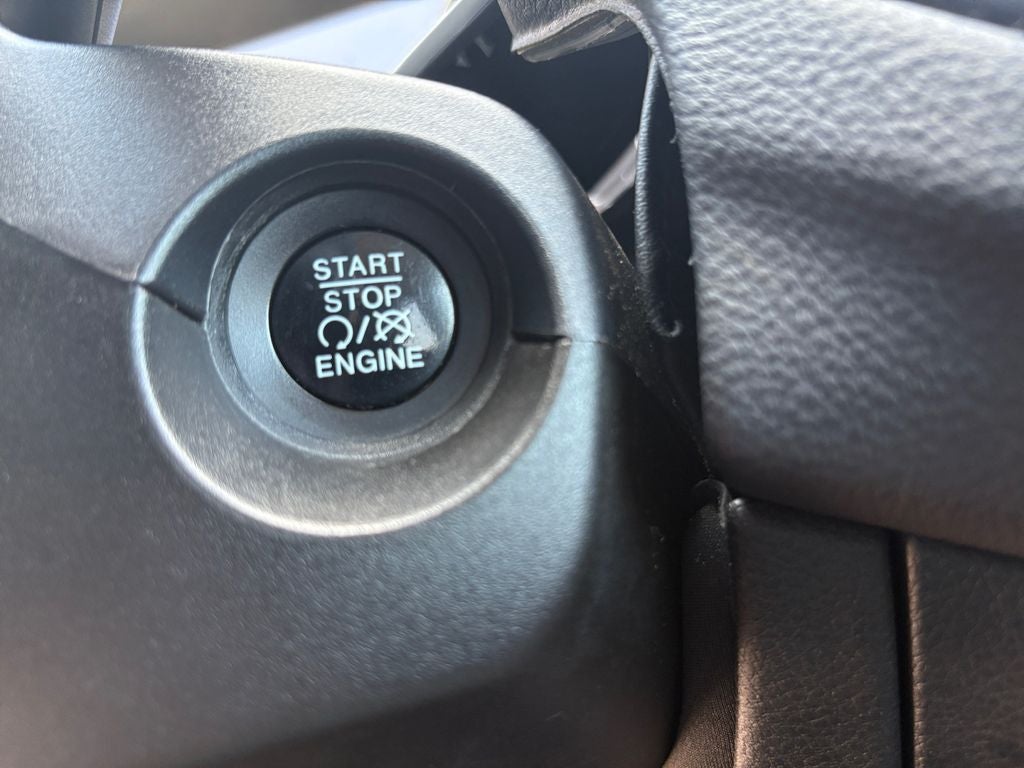 START
STOP
/
ENGINE